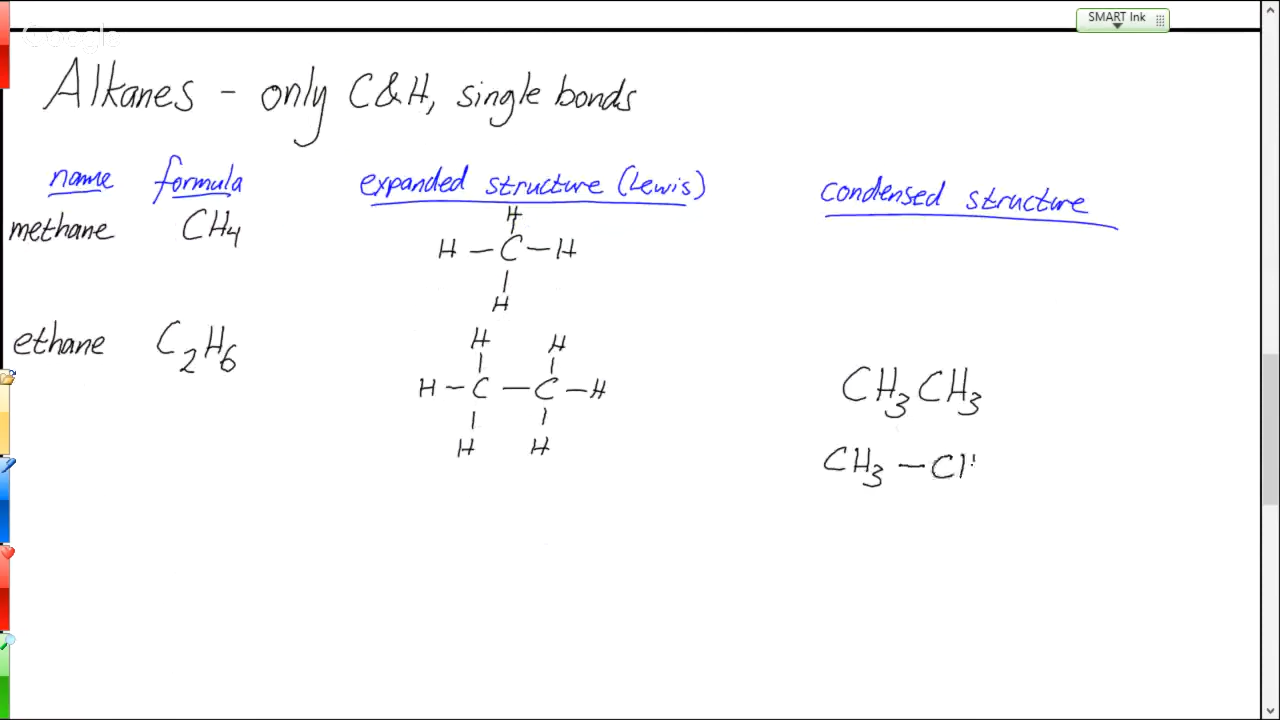 SMART Ink
Google
Alkanes - only C&H, single bonds
name formula expanded structure (Lewis) condensed structure
methane CH4
H
H - C - H
H
ethane C2H6
H H
H - C - C - H
H H
CH3CH3
CH3 -